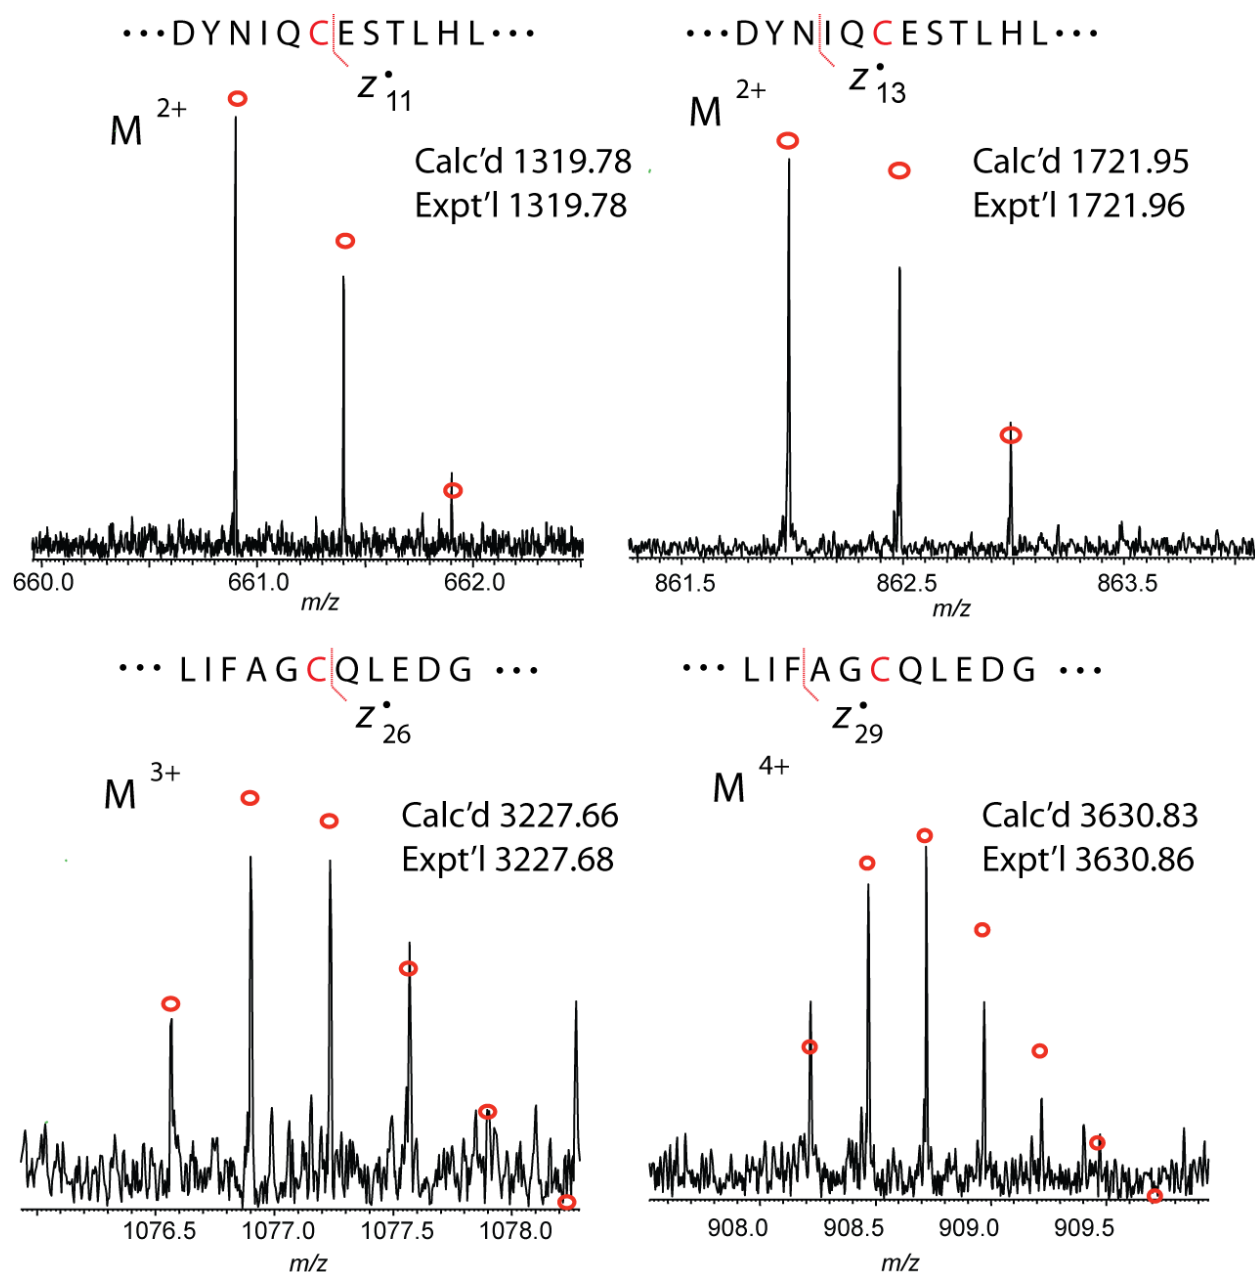 •••DYNIQCESTLHL•••
z•11
M 2+
Calc'd 1319.78
Expt'l 1319.78
660.0 661.0 662.0
m/z
•••DYNIQCESTLHL•••
z•13
M 2+
Calc'd 1721.95
Expt'l 1721.96
861.5 862.5 863.5
m/z
••• LIFAGCQLEDG •••
z•26
M 3+
Calc'd 3227.66
Expt'l 3227.68
1076.5 1077.0 1077.5 1078.0
m/z
••• LIFAGCQLEDG •••
z•29
M 4+
Calc'd 3630.83
Expt'l 3630.86
908.0 908.5 909.0 909.5
m/z